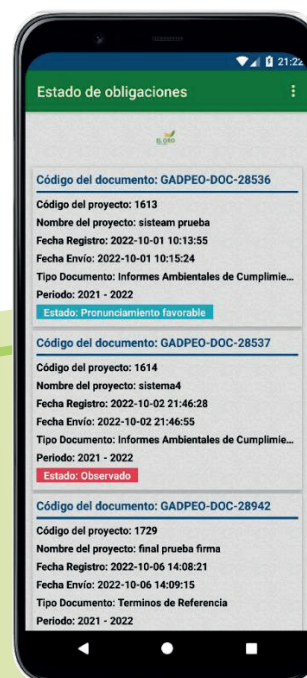 21:22
Estado de obligaciones
EL ORO
Código del documento: GADPEO-DOC-28536
Código del proyecto: 1613
Nombre del proyecto: sisteam prueba
Fecha Registro: 2022-10-01 10:13:55
Fecha Envío: 2022-10-01 10:15:24
Tipo Documento: Informes Ambientales de Cumplimie...
Periodo: 2021 - 2022
Estado: Pronunciamiento favorable
Código del documento: GADPEO-DOC-28537
Código del proyecto: 1614
Nombre del proyecto: sistema4
Fecha Registro: 2022-10-02 21:46:28
Fecha Envío: 2022-10-02 21:46:55
Tipo Documento: Informes Ambientales de Cumplimie...
Periodo: 2021 - 2022
Estado: Observado
Código del documento: GADPEO-DOC-28942
Código del proyecto: 1729
Nombre del proyecto: final prueba firma
Fecha Registro: 2022-10-06 14:08:21
Fecha Envío: 2022-10-06 14:09:15
Tipo Documento: Terminos de Referencia
Periodo: 2021 - 2022